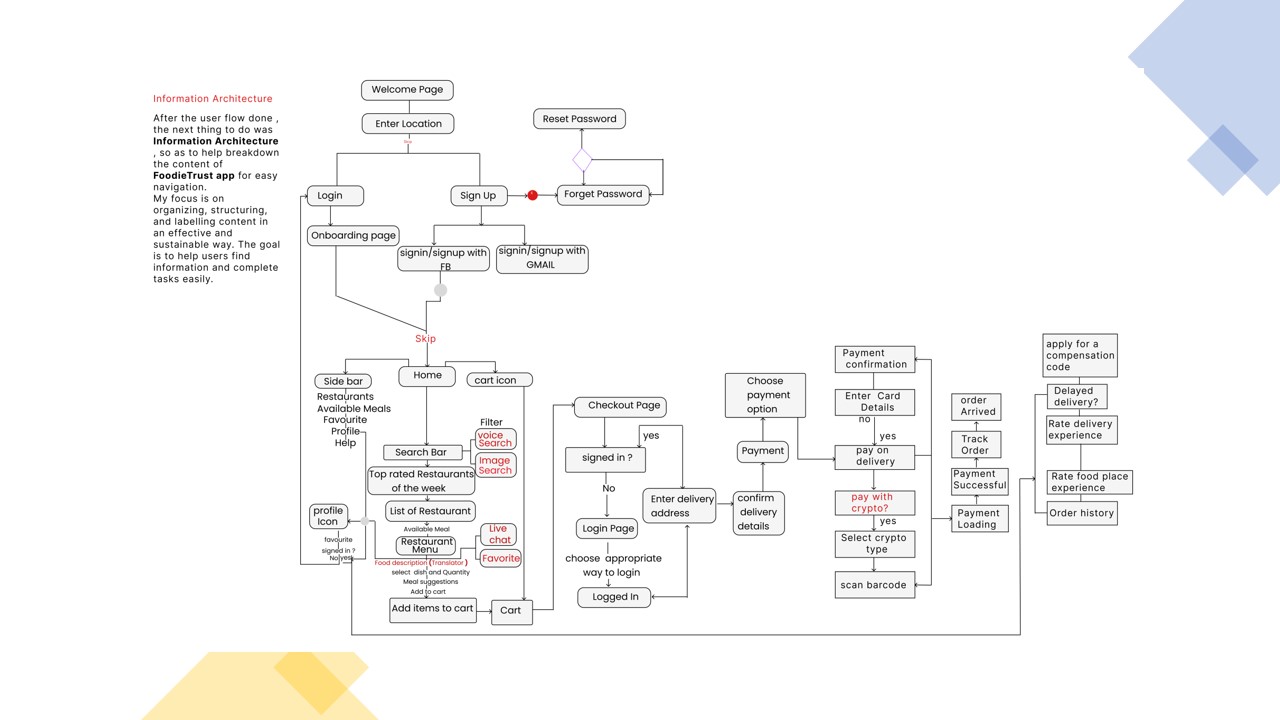 Information Architecture
After the user flow done ,
the next thing to do was
Information Architecture
, so as to help breakdown
the content of
FoodieTrust app for easy
navigation.
My focus is on
organizing, structuring,
and labelling content in
an effective and
sustainable way. The goal
is to help users find
information and complete
tasks easily.
Welcome Page
Enter Location
Login
Sign Up
Onboarding page
signin/signup with
FB
signin/signup with
GMAIL
Reset Password
Forget Password
Skip
Side bar
Home
cart icon
Restaurants
Available Meals
Favourite
Profile
Help
Filter
Search Bar
voice
Search
Image
Search
Top rated Restaurants
of the week
List of Restaurant
Available Meal
Restaurant
Menu
Live
chat
Favorite
Food description (Translator)
select dish and Quantity
Meal suggestions
Add to cart
Add items to cart
Cart
profile
Icon
favourite
signed in ?
No
yes
Checkout Page
yes
signed in ?
No
Login Page
choose appropriate
way to login
Logged In
Enter delivery
address
confirm
delivery
details
Payment
Choose
payment
option
Payment
confirmation
Enter Card
Details
no
yes
pay on
delivery
pay with
crypto?
yes
Select crypto
type
scan barcode
order
Arrived
Track
Order
Payment
Successful
Payment
Loading
apply for a
compensation
code
Delayed
delivery?
Rate delivery
experience
Rate food place
experience
Order history